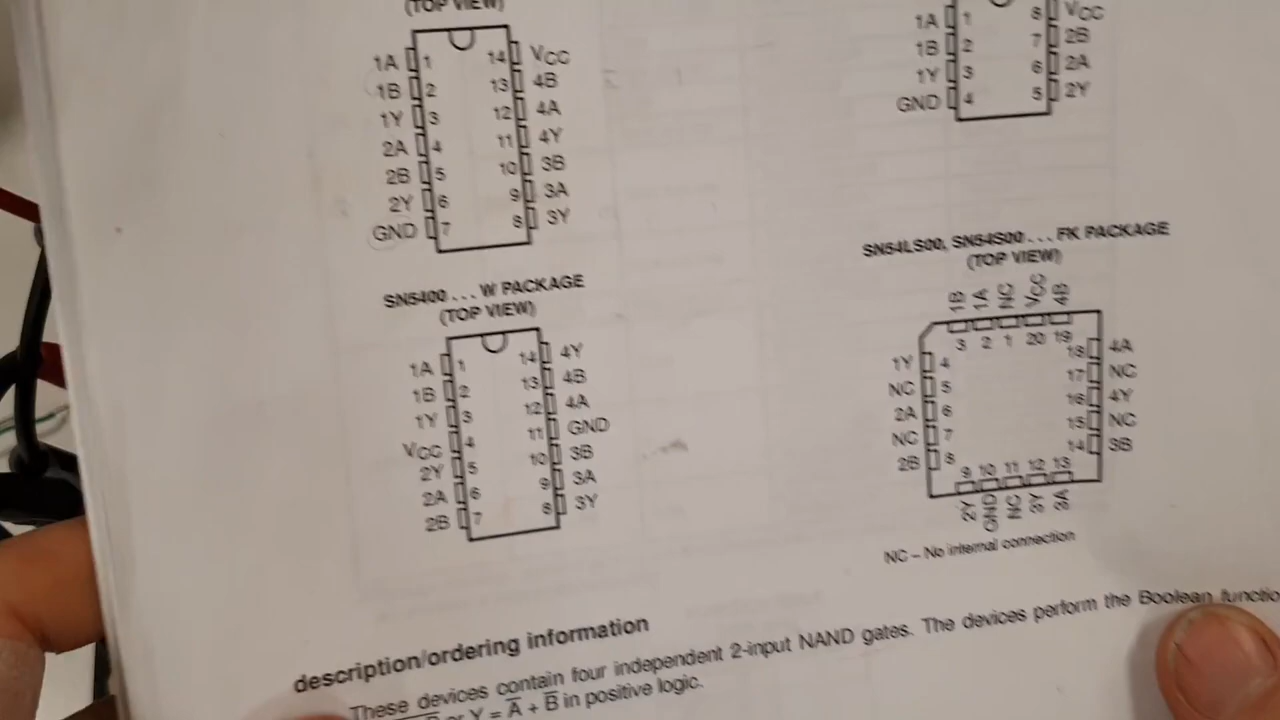 (TOP VIEW)
1A 1 14 VCC
1B 2 13 4B
1Y 3 12 4A
2A 4 11 4Y
2B 5 10 3B
2Y 6 9 3A
GND 7 8 3Y
1A 1 8 VCC
1B 2 7 2B
1Y 3 6 2A
GND 4 5 2Y
SN5400 . . . W PACKAGE
(TOP VIEW)
1A 1 14 4Y
1B 2 13 4B
1Y 3 12 4A
VCC 4 11 GND
2Y 5 10 3B
2A 6 9 3A
2B 7 8 3Y
SN54LS00, SN54S00 . . . FK PACKAGE
(TOP VIEW)
1B 1A NC VCC 4B
3 2 1 20 19
1Y 4 18 4A
NC 5 17 NC
2A 6 16 4Y
NC 7 15 NC
2B 8 14 3B
9 10 11 12 13
2Y GND NC 3Y 3A
NC – No internal connection
description/ordering information
These devices contain four independent 2-input NAND gates. The devices perform the Boolean
or Y = A̅ + B̅ in positive logic.